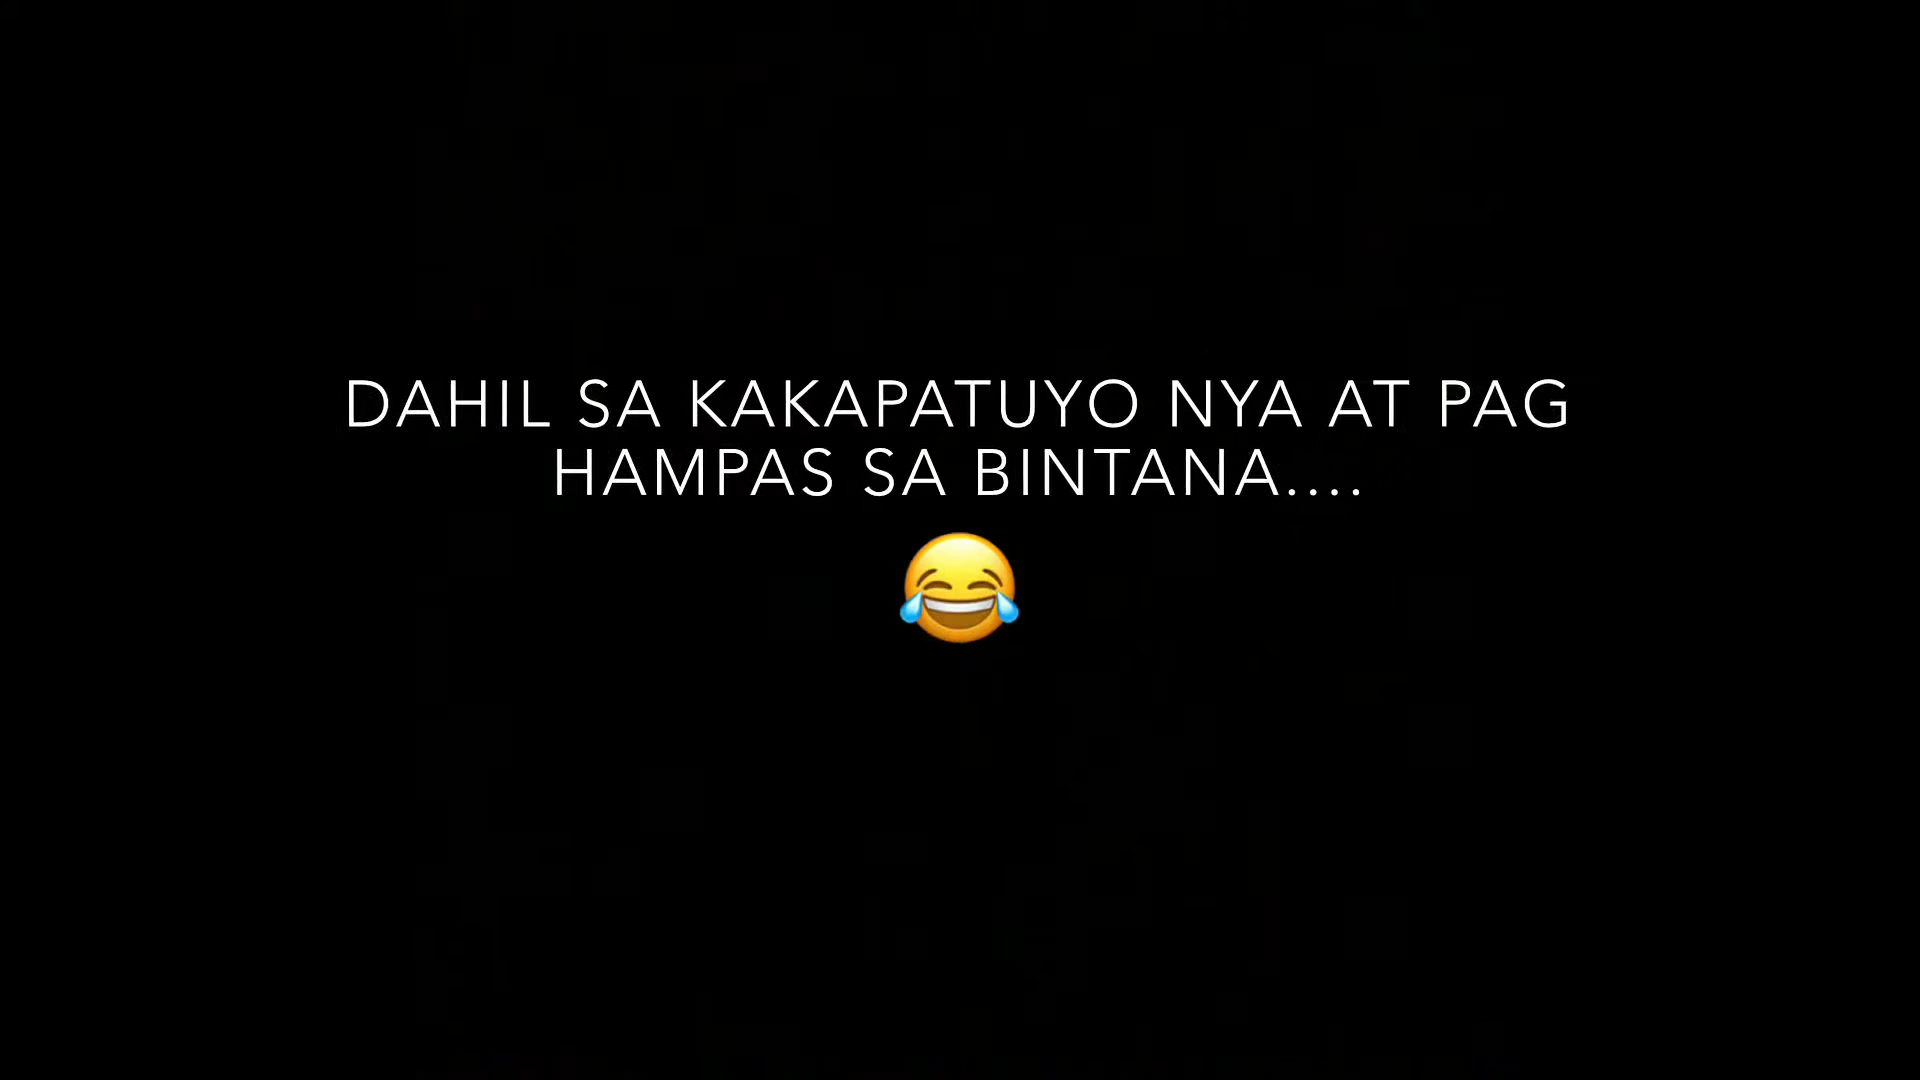 DAHIL SA KAKAPATUYO NYA AT PAG
HAMPAS SA BINTANA....
😂